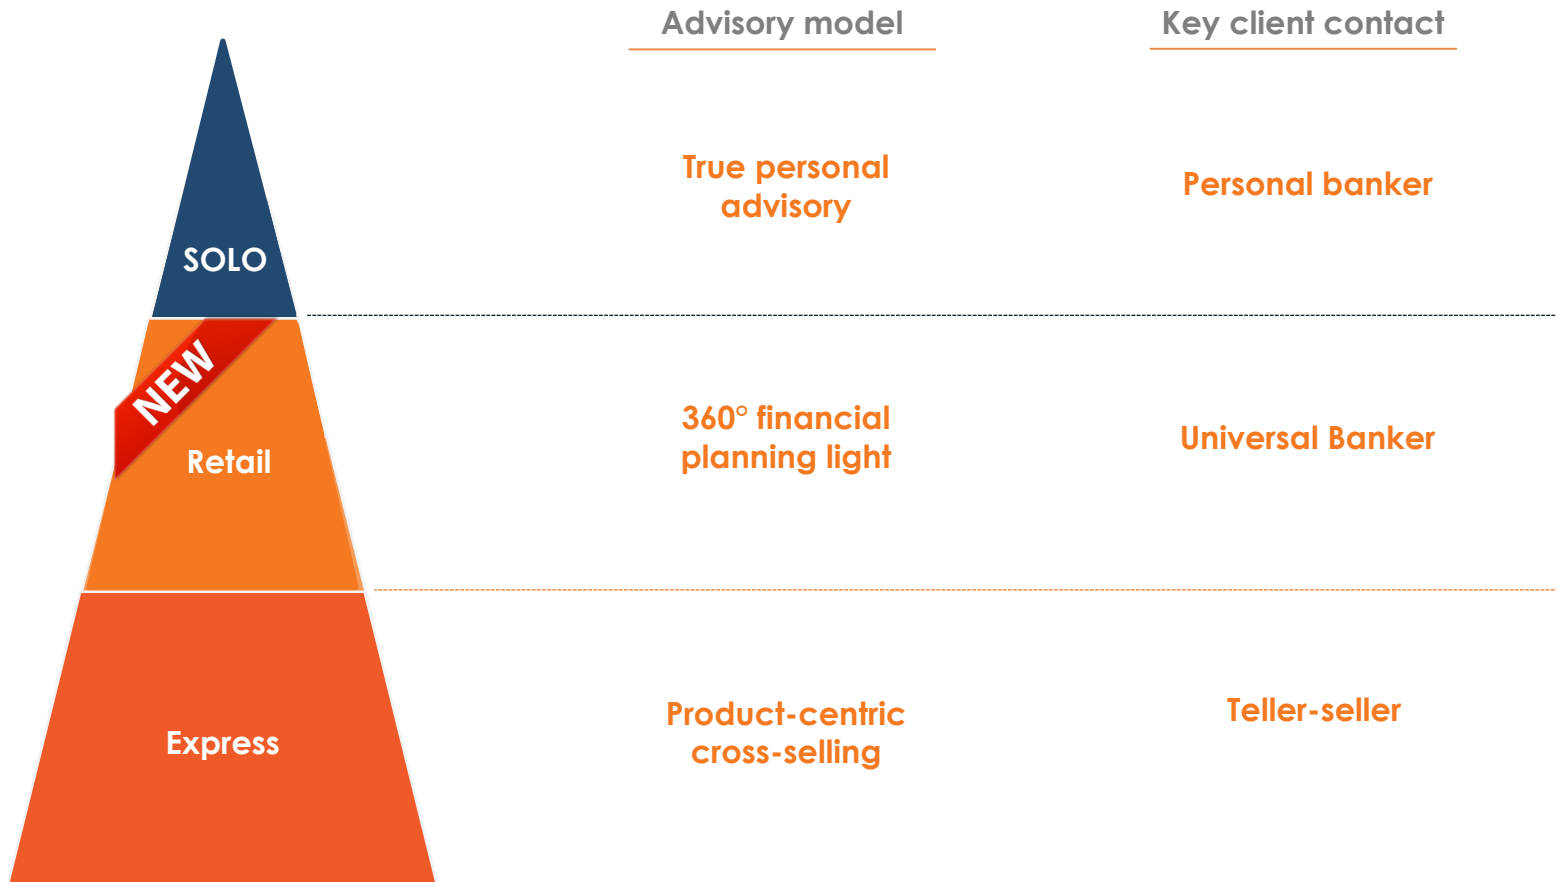 Advisory model
Key client contact
True personal
advisory
Personal banker
SOLO
NEW
360° financial
planning light
Universal Banker
Retail
Product-centric
cross-selling
Teller-seller
Express